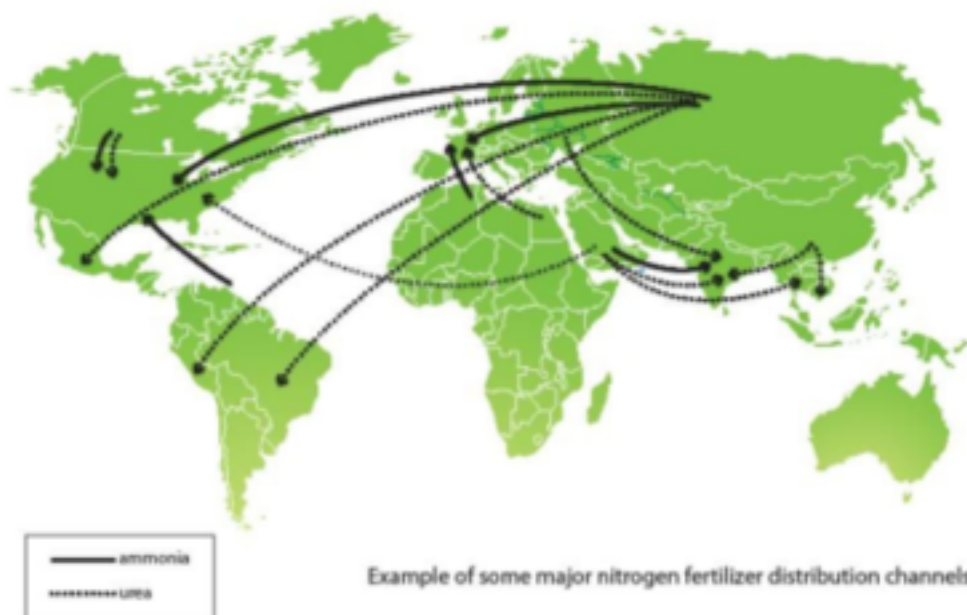 ammonia
urea
Example of some major nitrogen fertilizer distribution channels